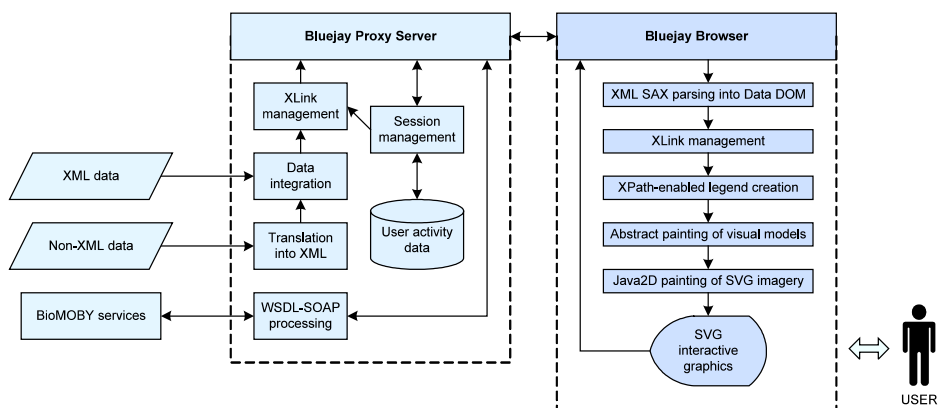 Bluejay Proxy Server
Bluejay Browser
XLink
management
Session
management
XML data
Data
integration
Non-XML data
Translation
into XML
User activity
data
BioMOBY services
WSDL-SOAP
processing
XML SAX parsing into Data DOM
XLink management
XPath-enabled legend creation
Abstract painting of visual models
Java2D painting of SVG imagery
SVG
interactive
graphics
USER